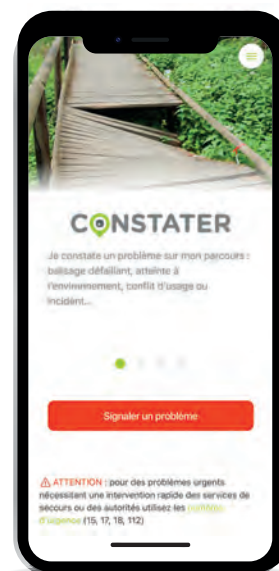 CONSTATER
Je constate un problème sur mon parcours :
balisage défaillant, atteinte à
l'environnement, conflit d'usage ou
incident...
Signaler un problème
ATTENTION : pour des problèmes urgents
nécessitant une intervention rapide des services de
secours ou des autorités utilisez les numéros
d'urgence (15, 17, 18, 112)